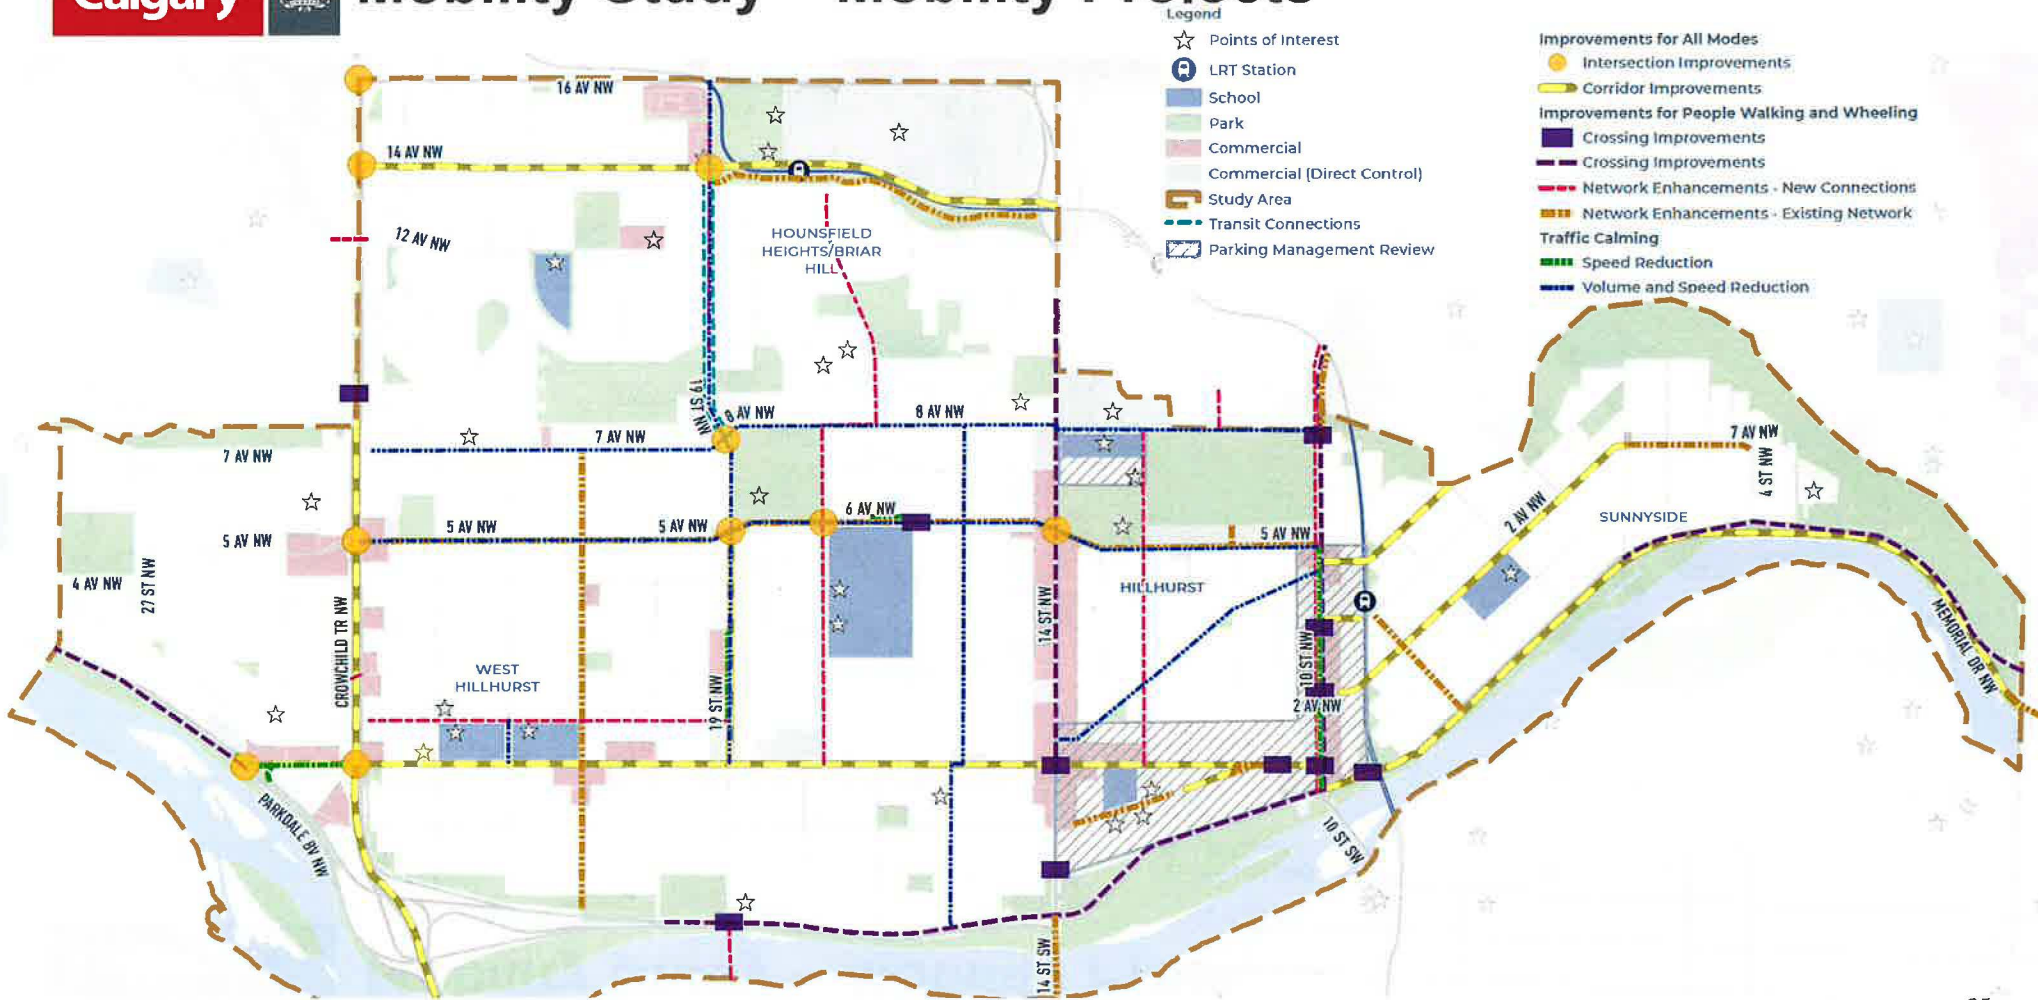 Calgary
Mobility Study – Mobility Projects
Legend
Points of Interest
LRT Station
School
Park
Commercial
Commercial (Direct Control)
Study Area
Transit Connections
Parking Management Review
Improvements for All Modes
Intersection Improvements
Corridor Improvements
Improvements for People Walking and Wheeling
Crossing Improvements
Crossing Improvements
Network Enhancements - New Connections
Network Enhancements - Existing Network
Traffic Calming
Speed Reduction
Volume and Speed Reduction
16 AV NW
14 AV NW
12 AV NW
HOUNSFIELD
HEIGHTS/BRIAR
HILL
19 ST NW
8 AV NW
8 AV NW
7 AV NW
7 AV NW
7 AV NW
4 ST NW
6 AV NW
2 AV NW
SUNNYSIDE
5 AV NW
5 AV NW
5 AV NW
5 AV NW
4 AV NW
27 ST NW
HILLHURST
14 ST NW
CROWCHILD TR NW
MEMORIAL DR NW
10 ST NW
WEST
HILLHURST
19 ST NW
2 AV NW
PARKDALE BV NW
10 ST SW
14 ST SW